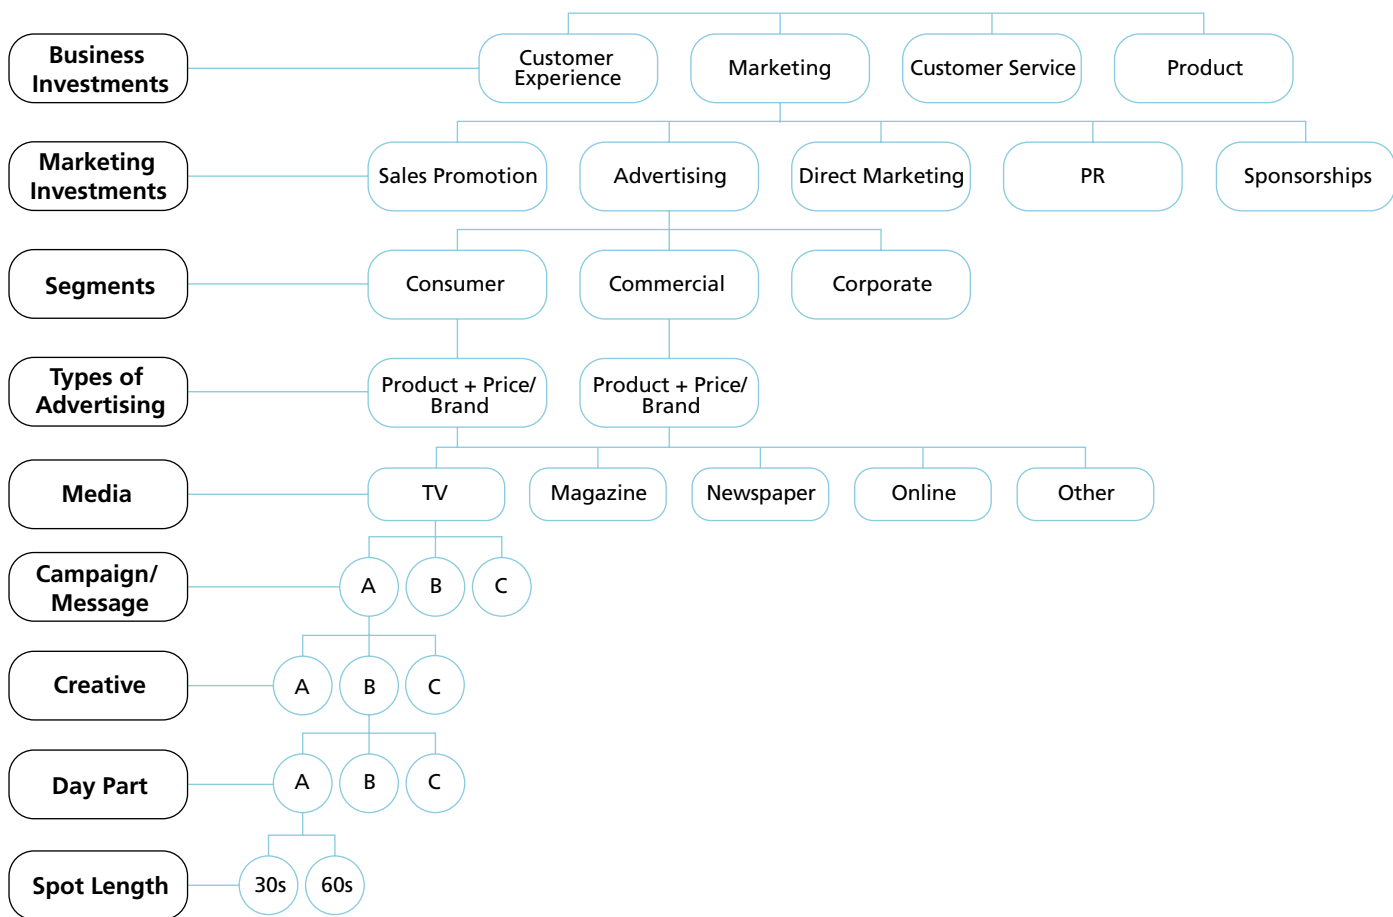 Business
Investments
Customer
Experience
Marketing
Customer Service
Product
Marketing
Investments
Sales Promotion
Advertising
Direct Marketing
PR
Sponsorships
Segments
Consumer
Commercial
Corporate
Types of
Advertising
Product + Price/
Brand
Product + Price/
Brand
Media
TV
Magazine
Newspaper
Online
Other
Campaign/
Message
A
B
C
Creative
A
B
C
Day Part
A
B
C
Spot Length
30s
60s